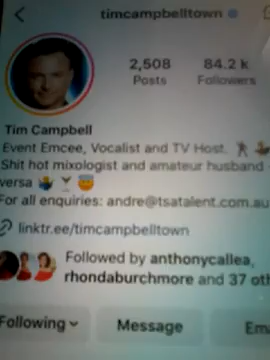 timcampbelltown
2,508 84.2 k
Posts Followers
Tim Campbell
Event Emcee, Vocalist and TV Host.
Shit hot mixologist and amateur husband -
versa
For all enquiries: andre@tsatalent.com.au
linktr.ee/timcampbelltown
Followed by anthonycallea,
rhondaburchmore and 37 oth
Following Message Em